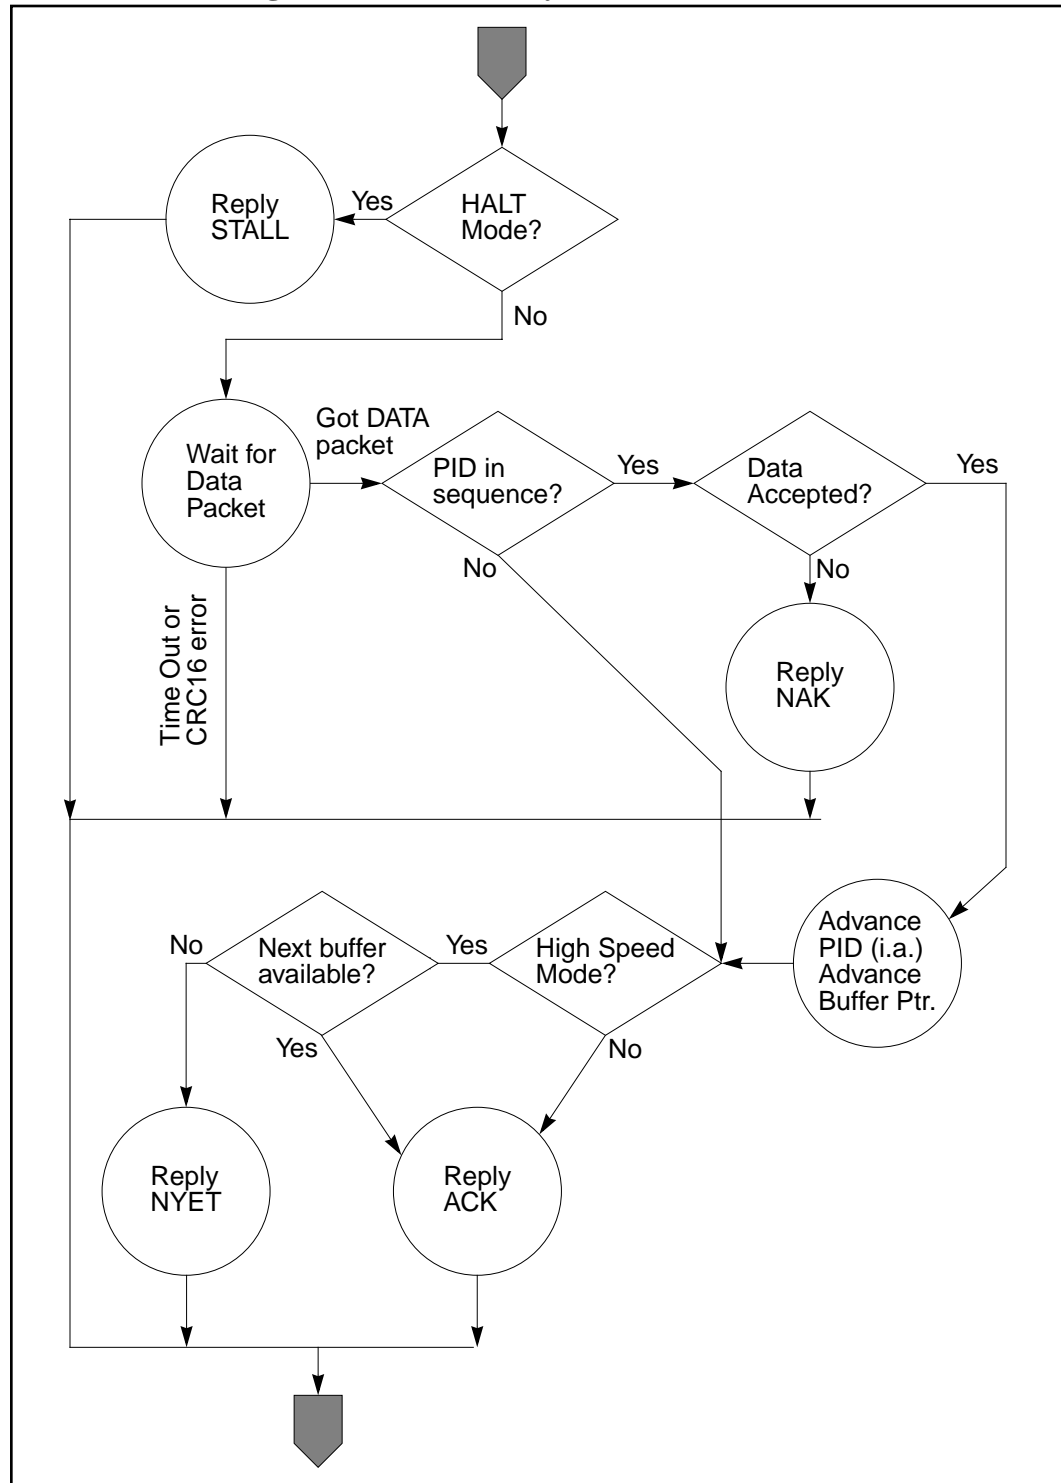 HALT
Mode?
Yes
Reply
STALL
No
Wait for
Data
Packet
Got DATA
packet
PID in
sequence?
Yes
Data
Accepted?
Yes
No
No
Reply
NAK
Time Out or
CRC16 error
Advance
PID (i.a.)
Advance
Buffer Ptr.
High Speed
Mode?
Yes
Next buffer
available?
No
Yes
No
Reply
NYET
Reply
ACK